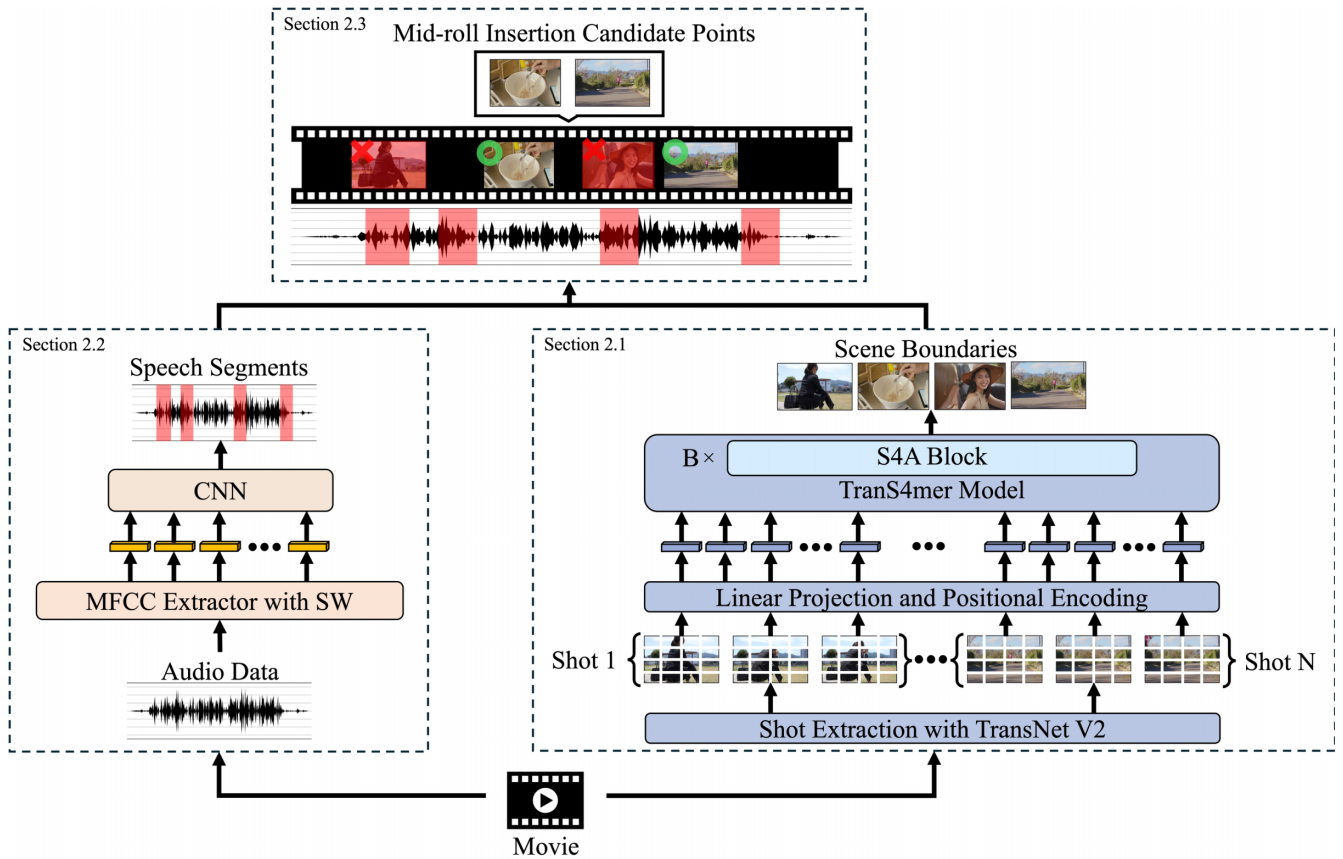 Section 2.3
Mid-roll Insertion Candidate Points
Section 2.2
Speech Segments
CNN
MFCC Extractor with SW
Audio Data
Section 2.1
Scene Boundaries
B×
S4A Block
TranS4mer Model
Linear Projection and Positional Encoding
Shot 1
Shot N
Shot Extraction with TransNet V2
Movie